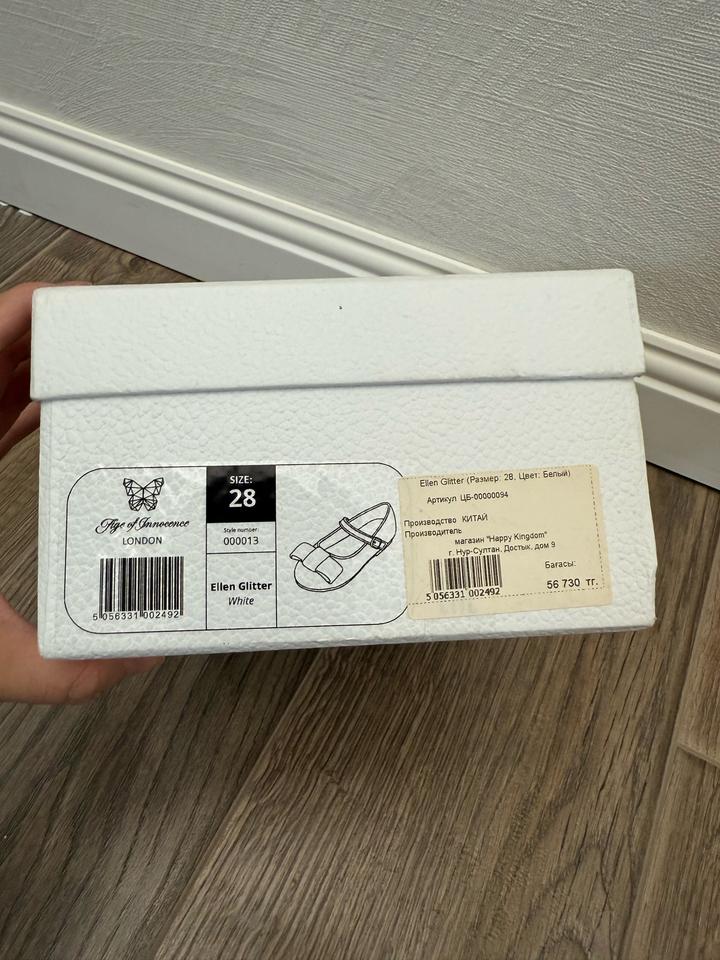 Age of Innocence
LONDON
5 056331 002492
SIZE:
28
Style number:
000013
Ellen Glitter
White
Ellen Glitter (Размер: 28, Цвет: Белый)
Артикул ЦБ-00000094
Производство КИТАЙ
Производитель
магазин "Happy Kingdom"
г. Нур-Султан, Достык, дом 9
Бағасы:
5 056331 002492
56 730 тг.